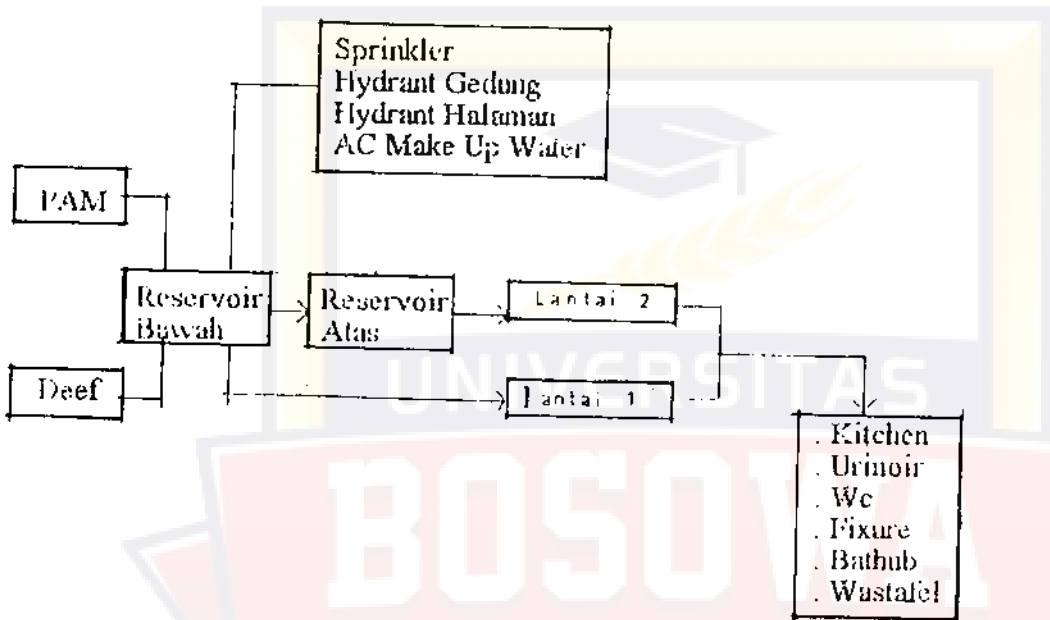 Sprinkler
Hydrant Gedung
Hydrant Halaman
AC Make Up Water
PAM
Reservoir
Bawah
Reservoir
Atas
Lantai 2
Deef
Lantai 1
UNIVERSITAS
BOSOWA
. Kitchen
. Urinoir
. Wc
. Fixure
. Bathub
. Wastafel